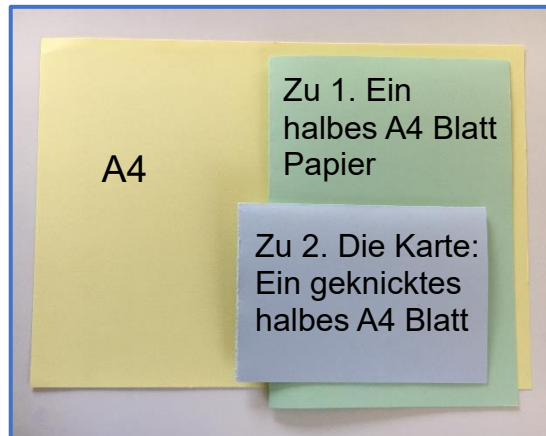 A4
Zu 1. Ein
halbes A4 Blatt
Papier
Zu 2. Die Karte:
Ein geknicktes
halbes A4 Blatt